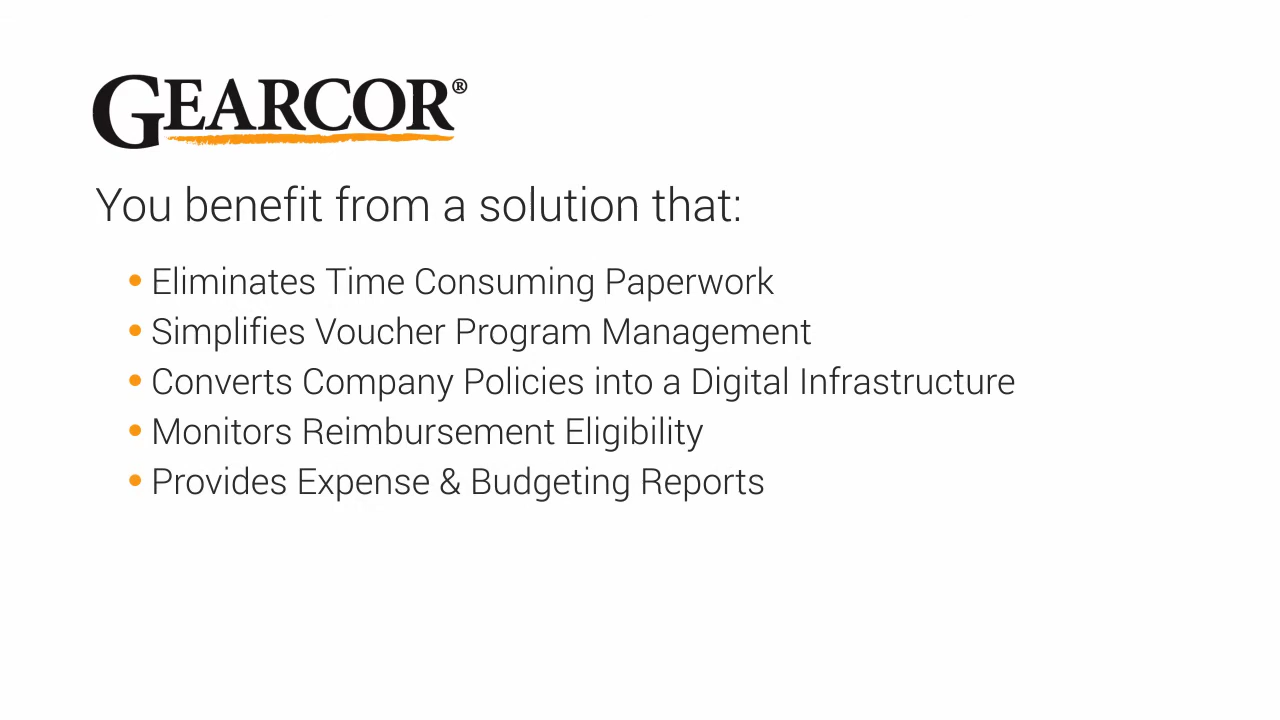 GEARCOR®
You benefit from a solution that:
• Eliminates Time Consuming Paperwork
• Simplifies Voucher Program Management
• Converts Company Policies into a Digital Infrastructure
• Monitors Reimbursement Eligibility
• Provides Expense & Budgeting Reports